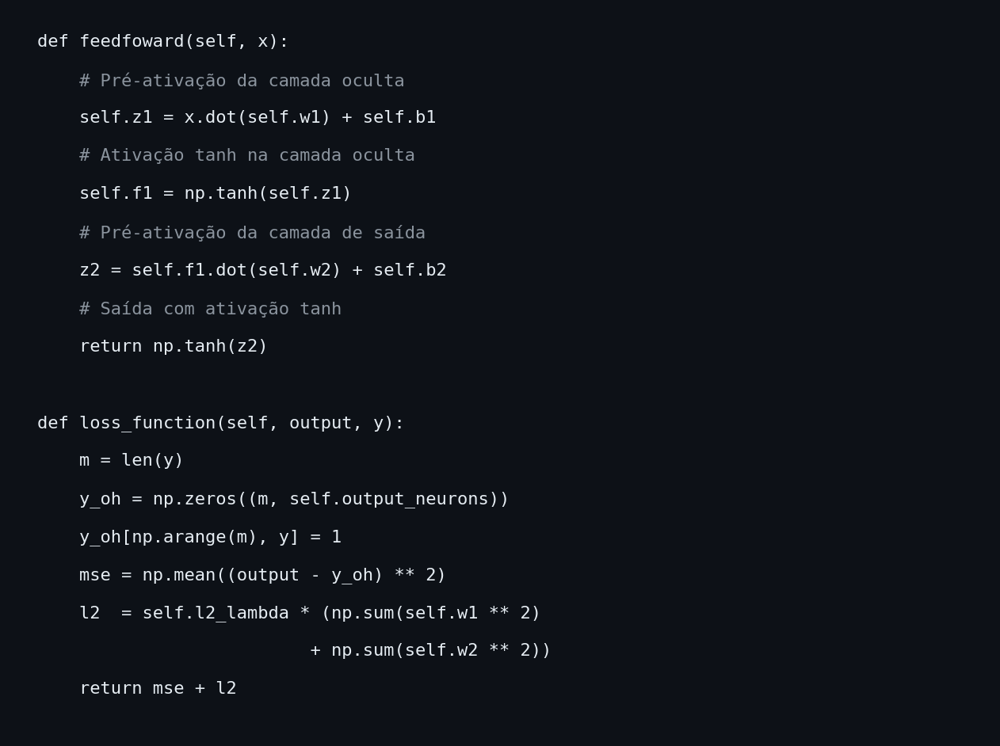 def feedfoward(self, x):
    # Pré-ativação da camada oculta
    self.z1 = x.dot(self.w1) + self.b1
    # Ativação tanh na camada oculta
    self.f1 = np.tanh(self.z1)
    # Pré-ativação da camada de saída
    z2 = self.f1.dot(self.w2) + self.b2
    # Saída com ativação tanh
    return np.tanh(z2)

def loss_function(self, output, y):
    m = len(y)
    y_oh = np.zeros((m, self.output_neurons))
    y_oh[np.arange(m), y] = 1
    mse = np.mean((output - y_oh) ** 2)
    l2  = self.l2_lambda * (np.sum(self.w1 ** 2)
                          + np.sum(self.w2 ** 2))
    return mse + l2